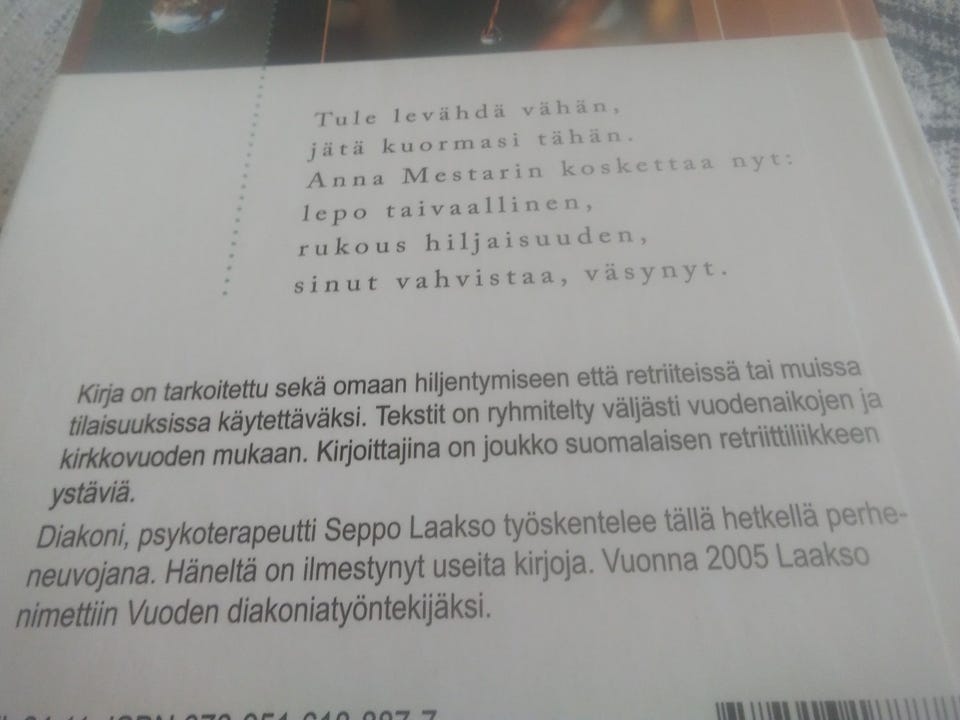 Tule levähdä vähän,
jätä kuormasi tähän.
Anna Mestarin koskettaa nyt:
lepo taivaallinen,
rukous hiljaisuuden,
sinut vahvistaa, väsynyt.
Kirja on tarkoitettu sekä omaan hiljentymiseen että retriiteissä tai muissa
tilaisuuksissa käytettäväksi. Tekstit on ryhmitelty väljästi vuodenaikojen ja
kirkkovuoden mukaan. Kirjoittajina on joukko suomalaisen retriittiliikkeen
ystäviä.
Diakoni, psykoterapeutti Seppo Laakso työskentelee tällä hetkellä perhe-
neuvojana. Häneltä on ilmestynyt useita kirjoja. Vuonna 2005 Laakso
nimettiin Vuoden diakoniatyöntekijäksi.